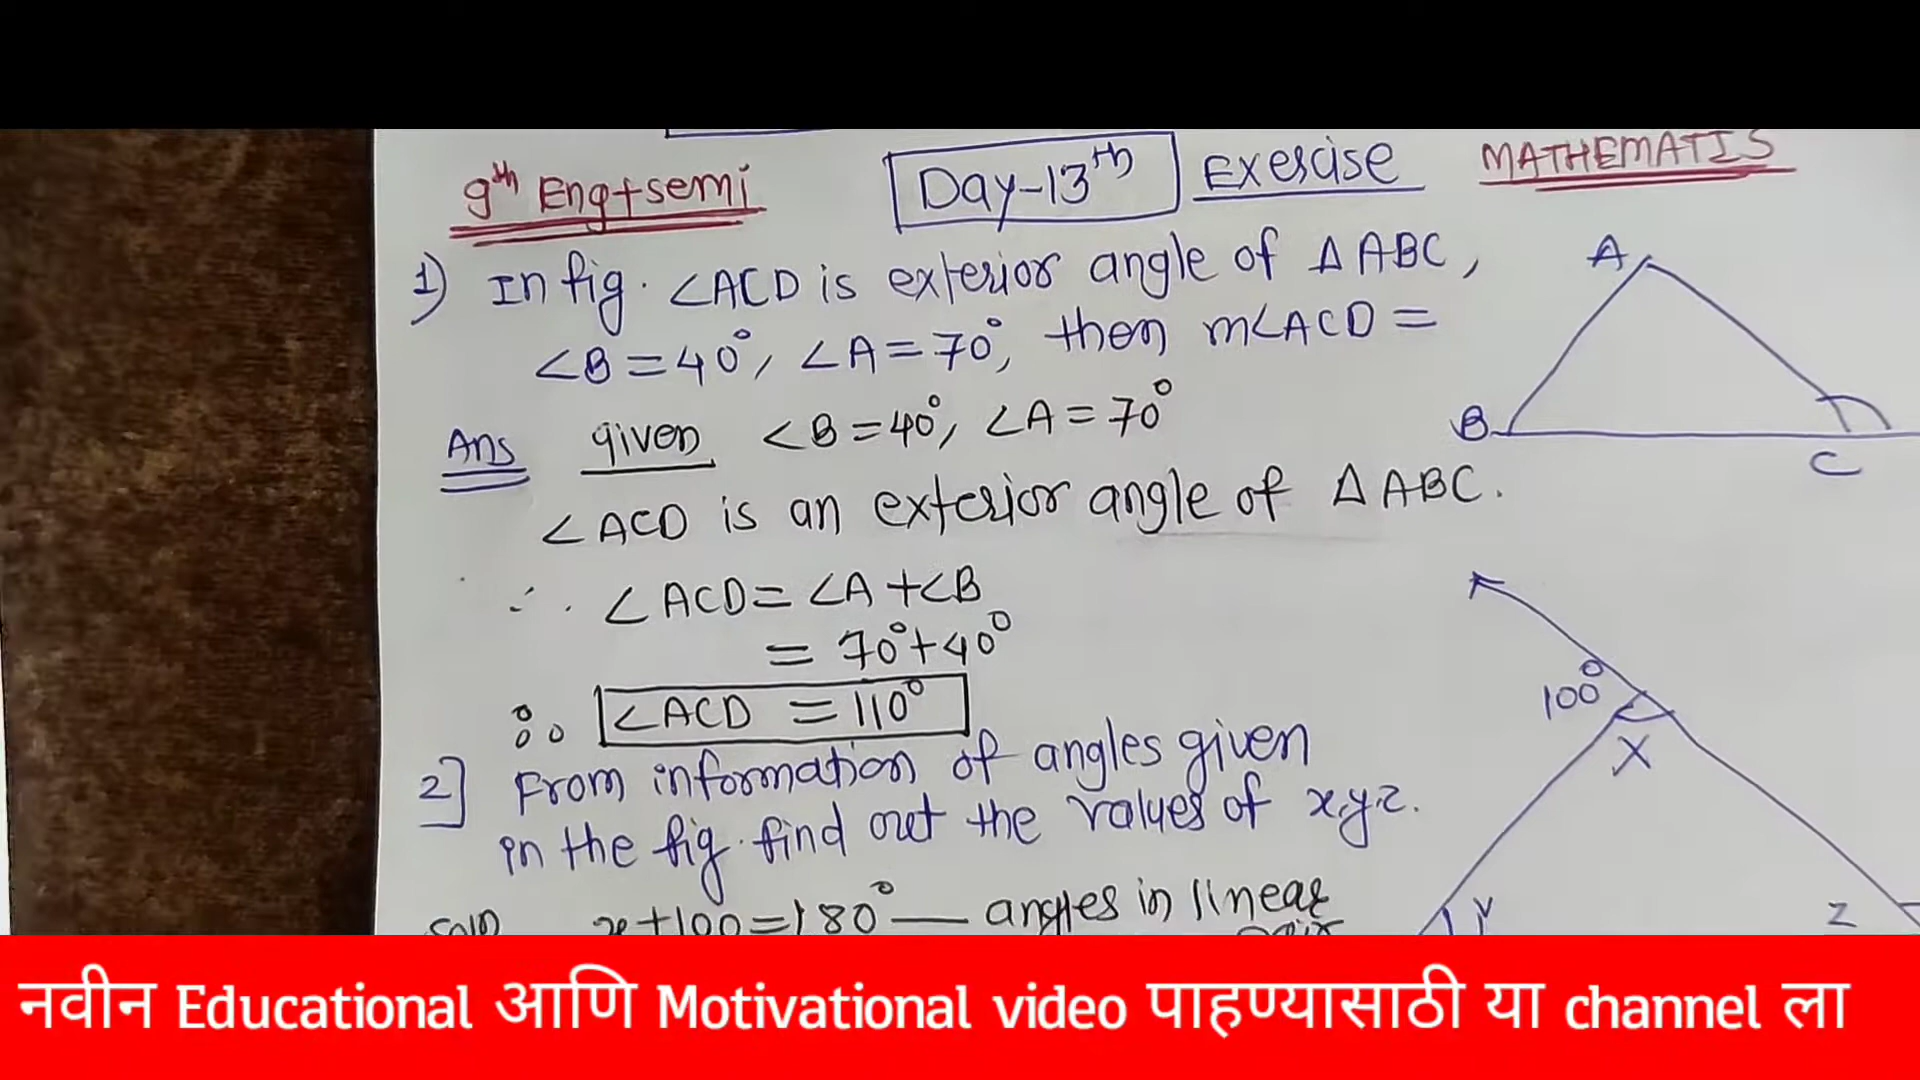 9th Eng+semi
Day-13th Exercise
MATHEMATIS
1) In fig. ∠ACD is exterior angle of △ABC,
∠B=40°, ∠A=70°, then m∠ACD=
Ans given ∠B=40°, ∠A=70°
∠ACD is an exterior angle of △ABC.
∴ ∠ACD=∠A+∠B
= 70°+40°
∴ ∠ACD = 110°
2] From information of angles given
in the fig. find out the values of x,y,z.
x+100=180° — angles in linear
A
B
C
100°
X
Y
Z
नवीन Educational आणि Motivational video पाहण्यासाठी या channel ला